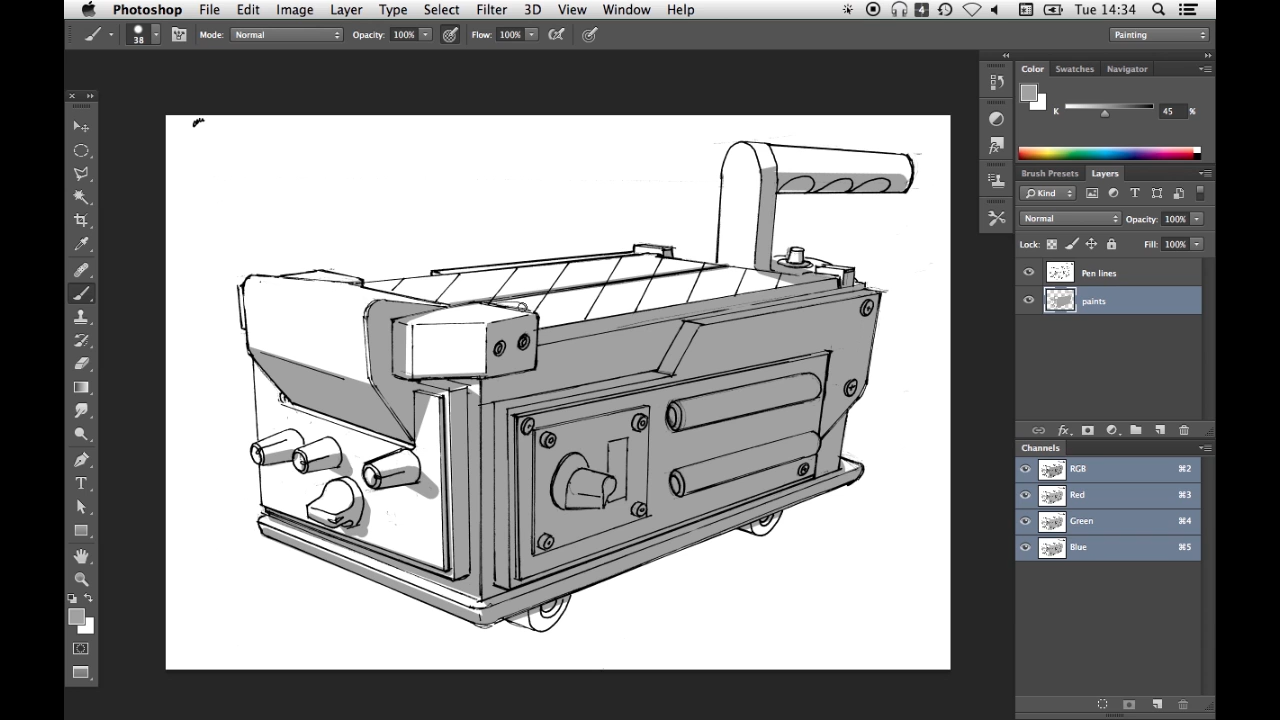 Photoshop File Edit Image Layer Type Select Filter 3D View Window Help 4 Tue 14:34
38 Mode: Normal Opacity: 100% Flow: 100% Painting
Color Swatches Navigator
K 45 %
Brush Presets Layers
Kind
Normal Opacity: 100%
Lock: Fill: 100%
Pen lines
paints
fx
Channels
RGB ⌘2
Red ⌘3
Green ⌘4
Blue ⌘5